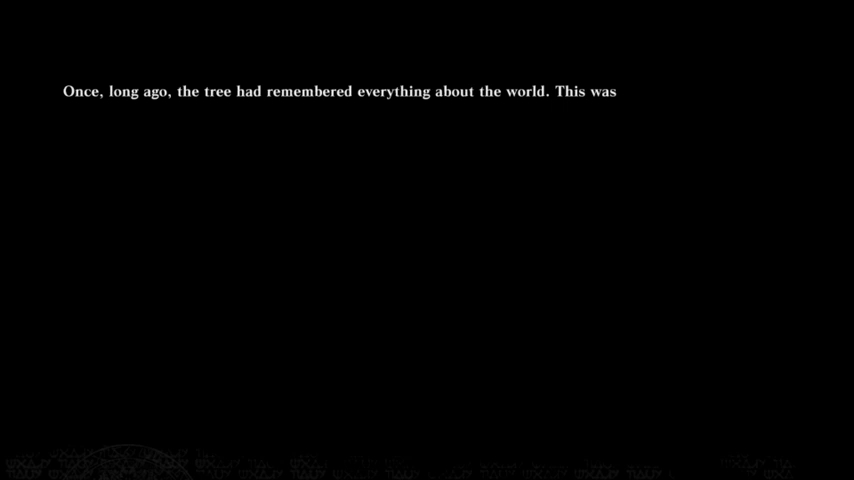 Once, long ago, the tree had remembered everything about the world. This was